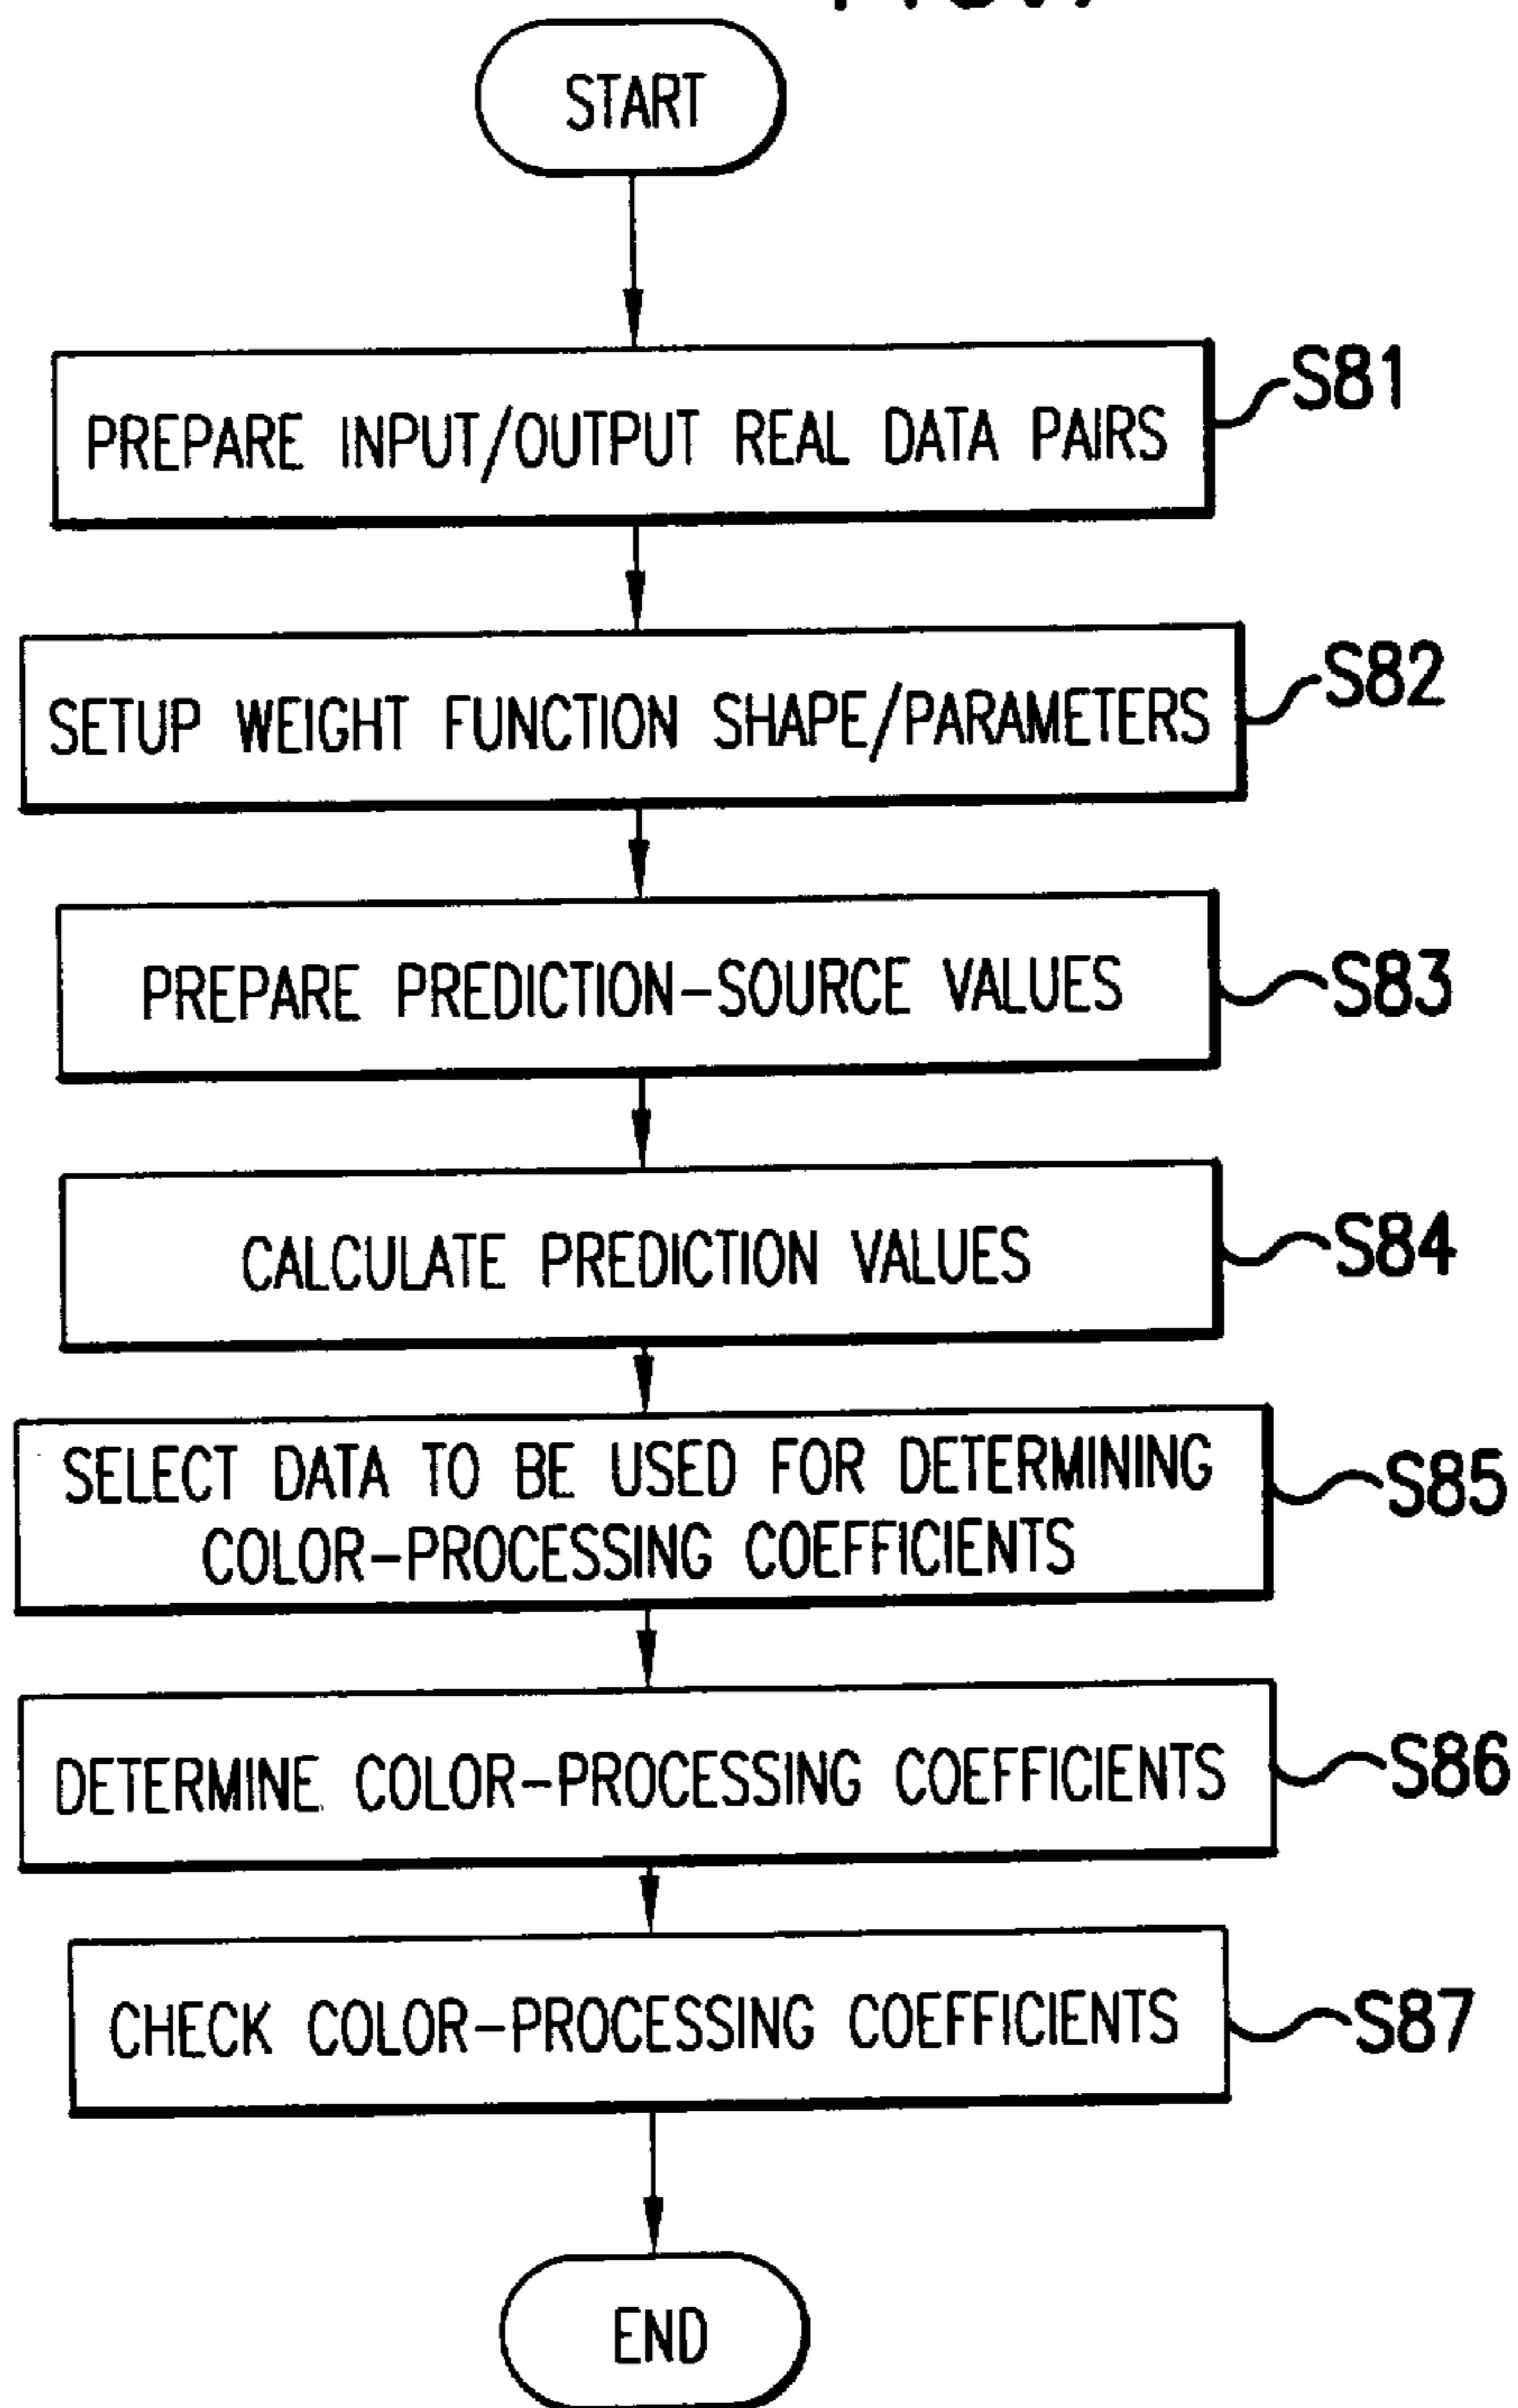 START
PREPARE INPUT/OUTPUT REAL DATA PAIRS
S81
SETUP WEIGHT FUNCTION SHAPE/PARAMETERS
S82
PREPARE PREDICTION-SOURCE VALUES
S83
CALCULATE PREDICTION VALUES
S84
SELECT DATA TO BE USED FOR DETERMINING
COLOR-PROCESSING COEFFICIENTS
S85
DETERMINE COLOR-PROCESSING COEFFICIENTS
S86
CHECK COLOR-PROCESSING COEFFICIENTS
S87
END